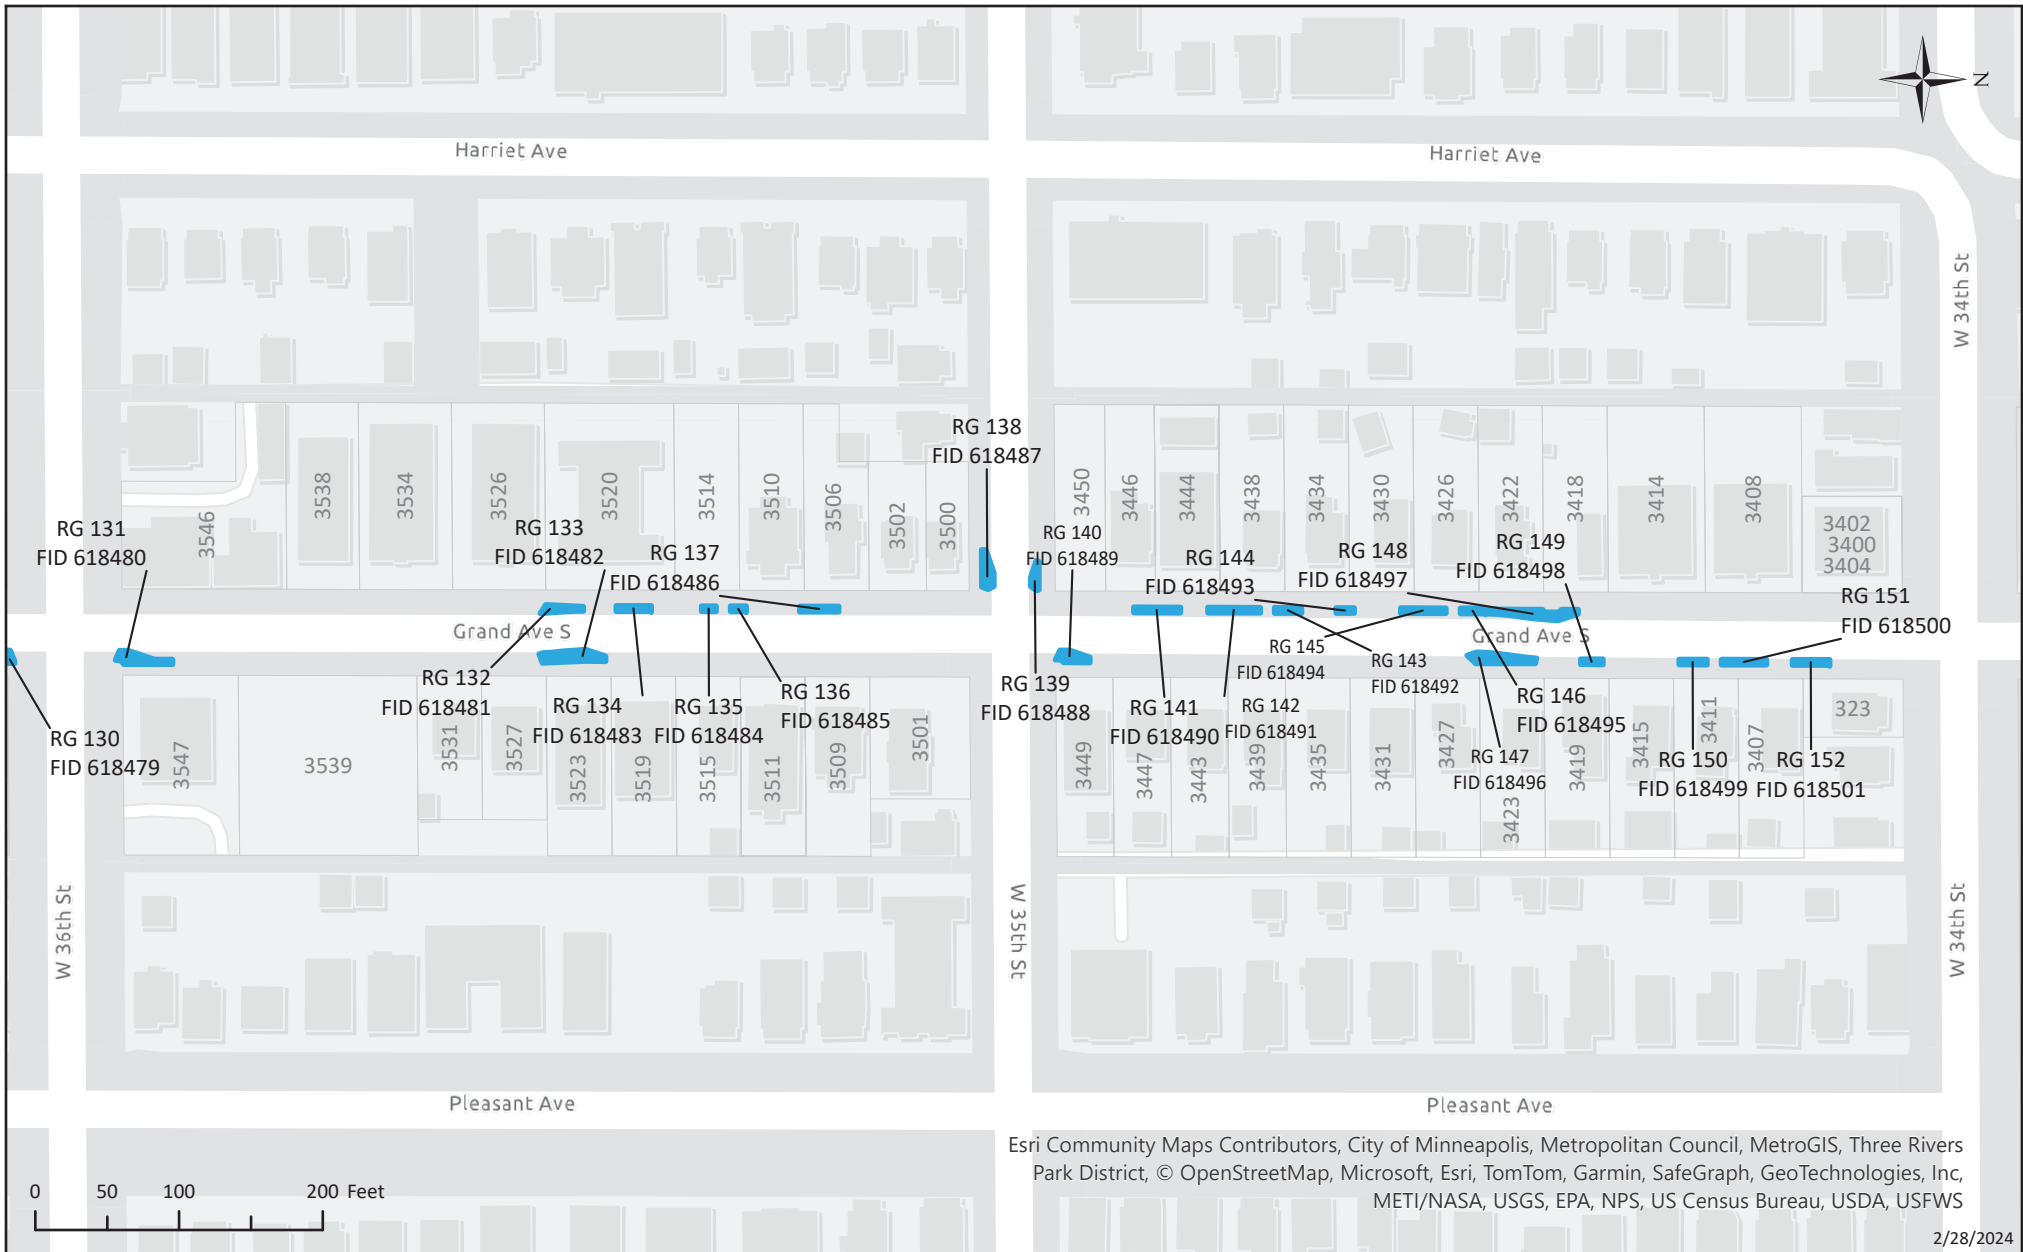 N
Harriet Ave
Harriet Ave
W 34th St
RG 138
FID 618487
RG 131
FID 618480
3546
3538
3534
3526
3520
3514
3510
3506
3502
3500
RG 133
FID 618482
RG 137
FID 618486
3450
3446
3444
3438
3434
3430
3426
3422
3418
3414
3408
3402
3400
3404
RG 140
FID 618489
RG 144
FID 618493
RG 148
FID 618497
RG 149
FID 618498
RG 151
FID 618500
Grand Ave S
Grand Ave S
RG 145
FID 618494
RG 143
FID 618492
RG 130
FID 618479
RG 132
FID 618481
RG 134
FID 618483
RG 135
FID 618484
RG 136
FID 618485
RG 139
FID 618488
RG 141
FID 618490
RG 142
FID 618491
RG 146
FID 618495
RG 147
FID 618496
RG 150
FID 618499
RG 152
FID 618501
3547
3539
3531
3527
3523
3519
3515
3511
3509
3501
3449
3447
3443
3439
3435
3431
3427
3423
3419
3415
3411
3407
323
W 36th St
W 35th St
W 34th St
Pleasant Ave
Pleasant Ave
Esri Community Maps Contributors, City of Minneapolis, Metropolitan Council, MetroGIS, Three Rivers
Park District, © OpenStreetMap, Microsoft, Esri, TomTom, Garmin, SafeGraph, GeoTechnologies, Inc,
METI/NASA, USGS, EPA, NPS, US Census Bureau, USDA, USFWS
0 50 100 200 Feet
2/28/2024